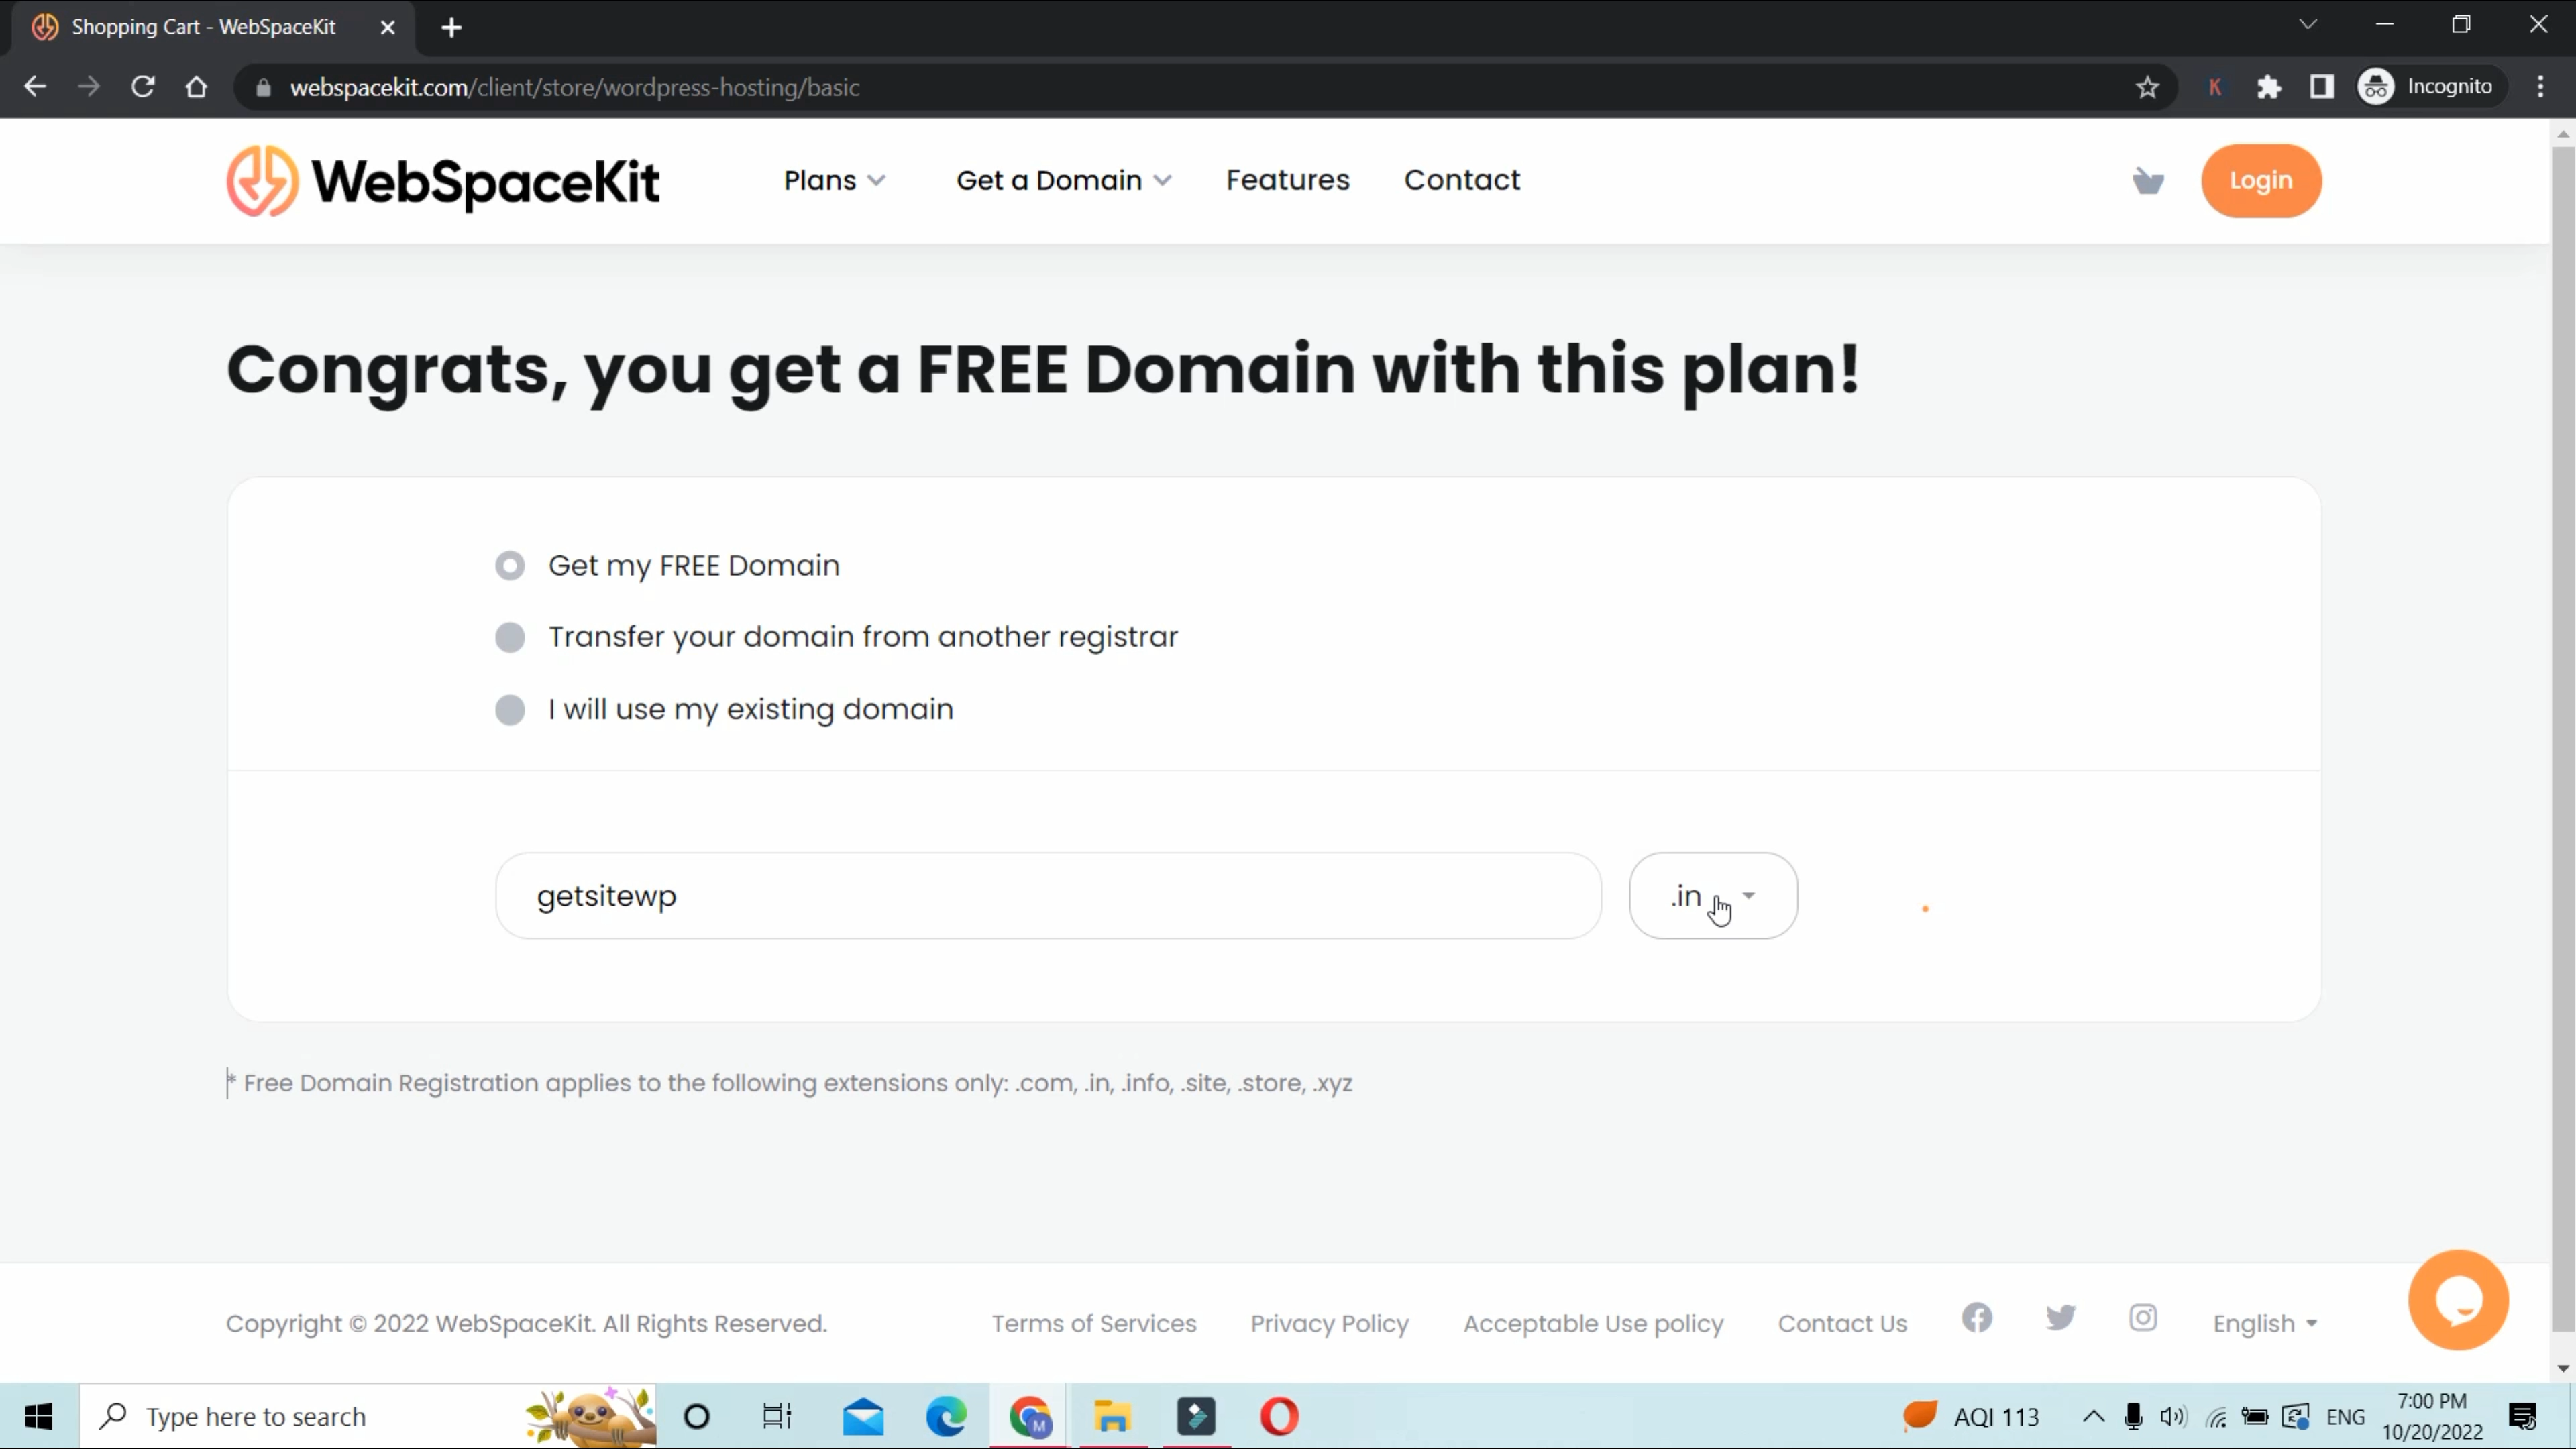 Shopping Cart - WebSpaceKit
webspacekit.com/client/store/wordpress-hosting/basic
K
Incognito
WebSpaceKit
Plans
Get a Domain
Features
Contact
Login
Congrats, you get a FREE Domain with this plan!
Get my FREE Domain
Transfer your domain from another registrar
I will use my existing domain
getsitewp
.in
* Free Domain Registration applies to the following extensions only: .com, .in, .info, .site, .store, .xyz
Copyright © 2022 WebSpaceKit. All Rights Reserved.
Terms of Services
Privacy Policy
Acceptable Use policy
Contact Us
English
Type here to search
M
AQI 113
ENG
7:00 PM
10/20/2022